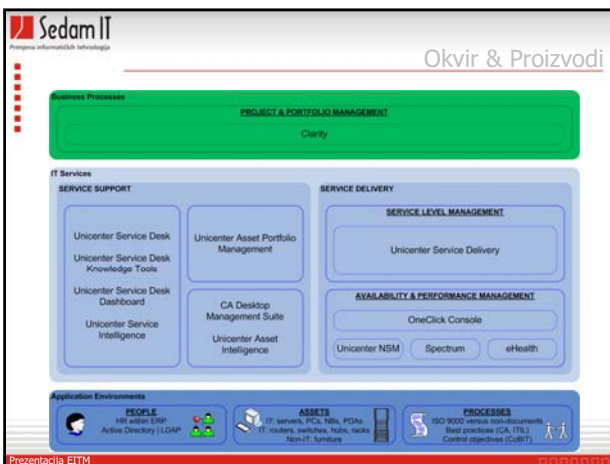 Sedam IT
Primjena informatičkih tehnologija
Okvir & Proizvodi
Business Processes
PROJECT & PORTFOLIO MANAGEMENT
Clarity
IT Services
SERVICE SUPPORT
Unicenter Service Desk
Unicenter Service Desk
Knowledge Tools
Unicenter Service Desk
Dashboard
Unicenter Service
Intelligence
Unicenter Asset Portfolio
Management
CA Desktop
Management Suite
Unicenter Asset
Intelligence
SERVICE DELIVERY
SERVICE LEVEL MANAGEMENT
Unicenter Service Delivery
AVAILABILITY & PERFORMANCE MANAGEMENT
OneClick Console
Unicenter NSM
Spectrum
eHealth
Application Environments
PEOPLE
HR within ERP
Active Directory | LDAP
ASSETS
IT: servers, PCs, NBs, PDAs
IT: routers, switches, hubs, racks
Non-IT: furniture
PROCESSES
ISO 9000 versus non-documents
Best practices (CA, ITIL)
Control objectives (CoBIT)
Prezentacija EITM